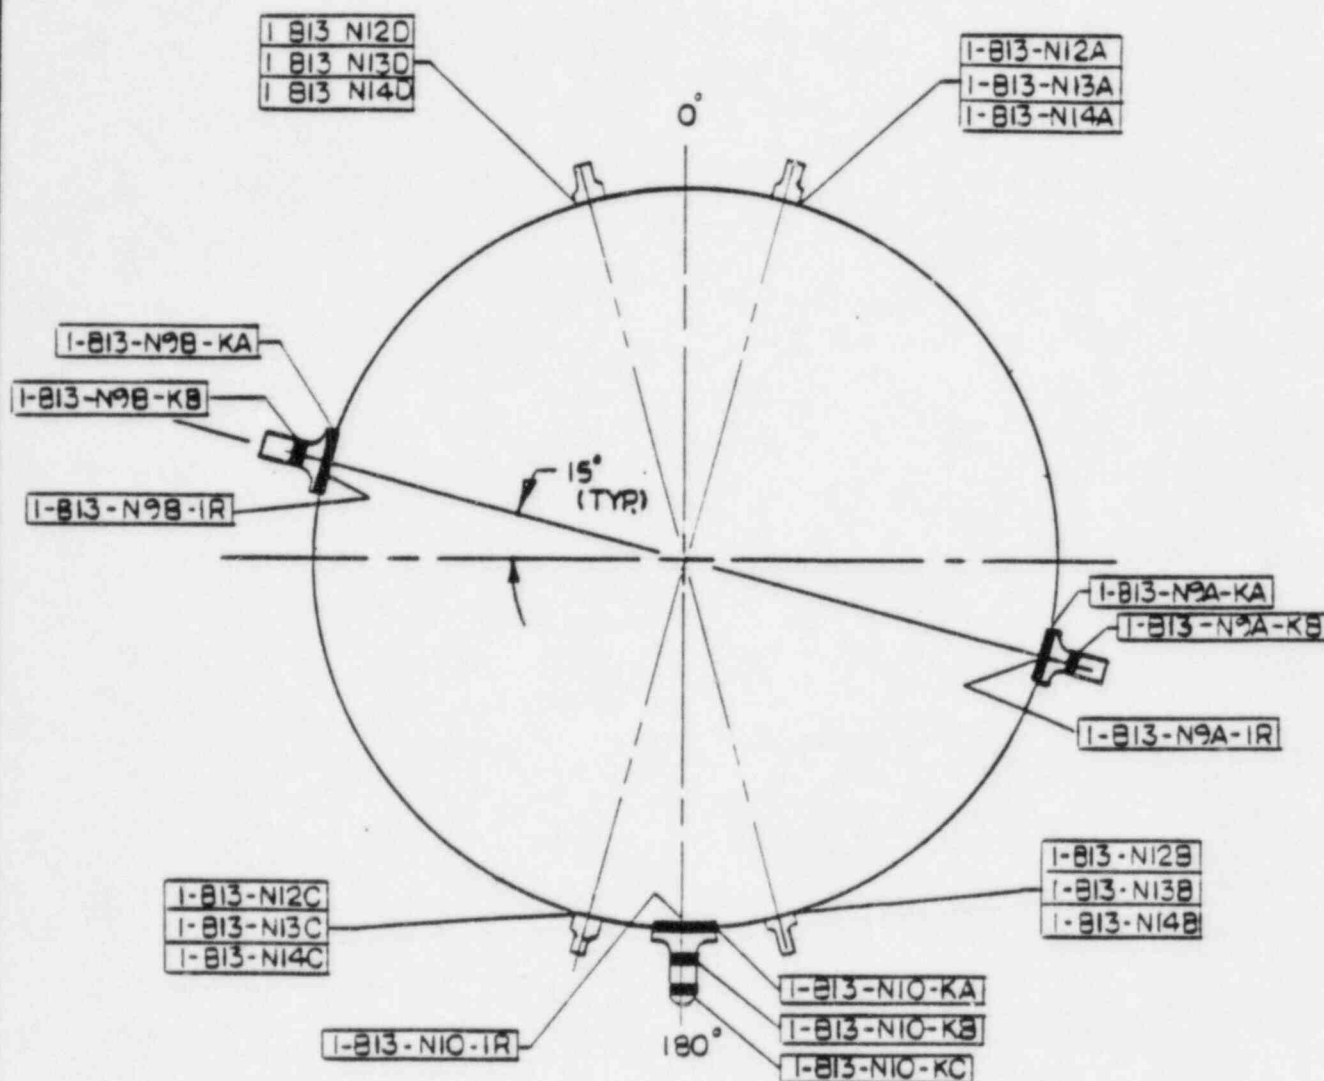 1 B13 N12D
1 B13 N13D
1 B13 N14D
1-B13-N12A
1-B13-N13A
1-B13-N14A
0°
1-B13-N9B-KA
1-B13-N9B-KB
1-B13-N9B-IR
15°
(TYP.)
1-B13-N9A-KA
1-B13-N9A-KB
1-B13-N9A-IR
1-B13-N12B
1-B13-N13B
1-B13-N14B
1-B13-N12C
1-B13-N13C
1-B13-N14C
1-B13-N10-KA
1-B13-N10-KB
1-B13-N10-KC
1-B13-N10-IR
180°